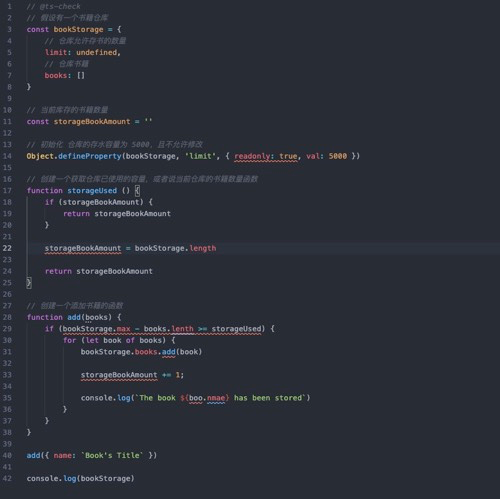 1 // @ts-check
2 // 假设有一个书籍仓库
3 const bookStorage = {
4 // 仓库允许存书的数量
5 limit: undefined,
6 // 仓库书籍
7 books: []
8 }
9
10 // 当前库存的书籍数量
11 const storageBookAmount = ''
12
13 // 初始化 仓库的存水容量为 5000，且不允许修改
14 Object.defineProperty(bookStorage, 'limit', { readonly: true, val: 5000 })
15
16 // 创建一个获取仓库已使用的容量，或者说当前仓库的书籍数量函数
17 function storageUsed () {
18 if (storageBookAmount) {
19 return storageBookAmount
20 }
21
22 storageBookAmount = bookStorage.length
23
24 return storageBookAmount
25 }
26
27 // 创建一个添加书籍的函数
28 function add(books) {
29 if (bookStorage.max - books.lenth >= storageUsed) {
30 for (let book of books) {
31 bookStorage.books.add(book)
32
33 storageBookAmount += 1;
34
35 console.log(`The book ${boo.nmae} has been stored`)
36 }
37 }
38 }
39
40 add({ name: `Book's Title` })
41
42 console.log(bookStorage)